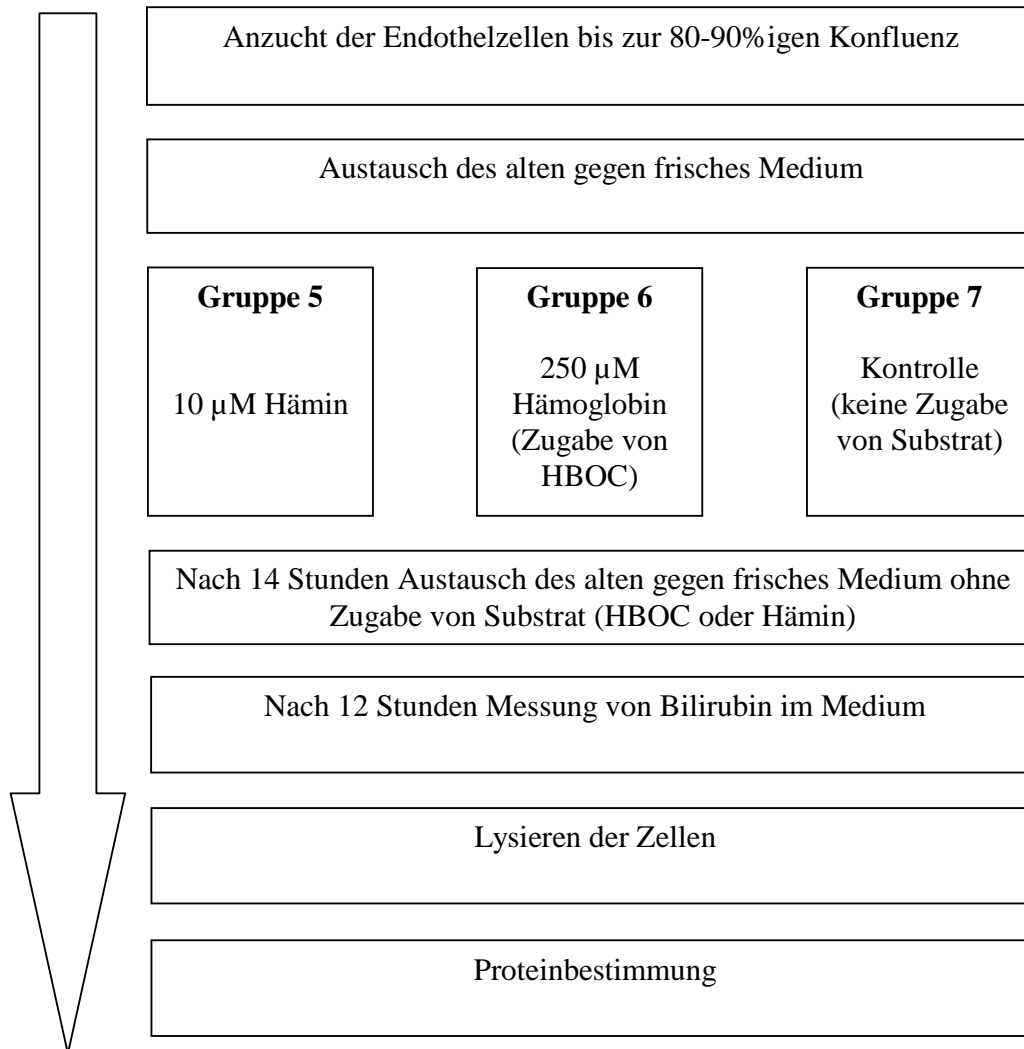 Anzucht der Endothelzellen bis zur 80-90%igen Konfluenz
Austausch des alten gegen frisches Medium
Gruppe 5
10 µM Hämin
Gruppe 6
250 µM
Hämoglobin
(Zugabe von
HBOC)
Gruppe 7
Kontrolle
(keine Zugabe
von Substrat)
Nach 14 Stunden Austausch des alten gegen frisches Medium ohne
Zugabe von Substrat (HBOC oder Hämin)
Nach 12 Stunden Messung von Bilirubin im Medium
Lysieren der Zellen
Proteinbestimmung